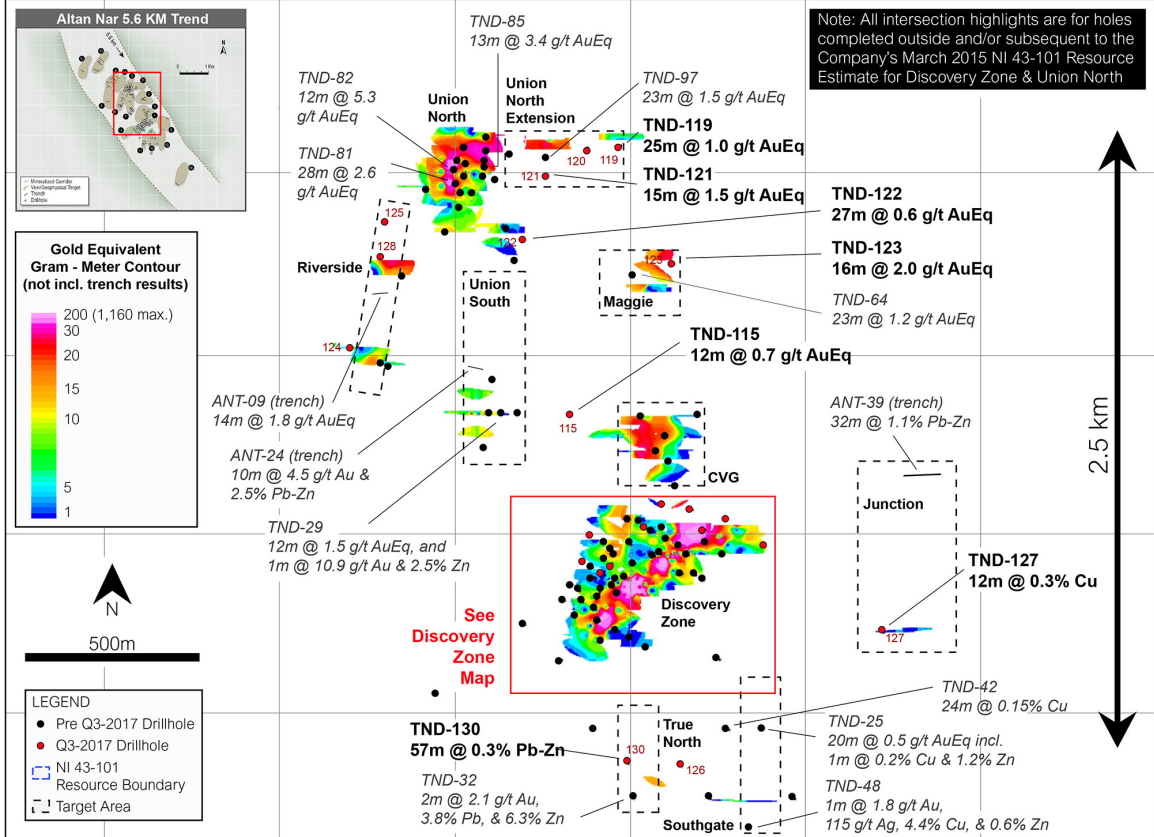 Altan Nar 5.6 KM Trend
5.6 km
N
1 Km
Mineralized Corridor
Vein/Geophysical Target
Trench
Drillhole
Note: All intersection highlights are for holes
completed outside and/or subsequent to the
Company's March 2015 NI 43-101 Resource
Estimate for Discovery Zone & Union North
TND-85
13m @ 3.4 g/t AuEq
TND-82
12m @ 5.3
g/t AuEq
Union
North
Union
North
Extension
TND-97
23m @ 1.5 g/t AuEq
TND-119
25m @ 1.0 g/t AuEq
120
119
TND-81
28m @ 2.6
g/t AuEq
121
TND-121
15m @ 1.5 g/t AuEq
TND-122
27m @ 0.6 g/t AuEq
122
125
128
Riverside
TND-123
16m @ 2.0 g/t AuEq
123
Maggie
TND-64
23m @ 1.2 g/t AuEq
Union
South
Gold Equivalent
Gram - Meter Contour
(not incl. trench results)
200 (1,160 max.)
30
20
15
10
5
1
TND-115
12m @ 0.7 g/t AuEq
124
115
ANT-09 (trench)
14m @ 1.8 g/t AuEq
ANT-24 (trench)
10m @ 4.5 g/t Au &
2.5% Pb-Zn
TND-29
12m @ 1.5 g/t AuEq, and
1m @ 10.9 g/t Au & 2.5% Zn
CVG
ANT-39 (trench)
32m @ 1.1% Pb-Zn
Junction
2.5 km
TND-127
12m @ 0.3% Cu
127
Discovery
Zone
See
Discovery
Zone
Map
N
500m
LEGEND
Pre Q3-2017 Drillhole
Q3-2017 Drillhole
NI 43-101
Resource Boundary
Target Area
TND-130
57m @ 0.3% Pb-Zn
130
True
North
126
TND-32
2m @ 2.1 g/t Au,
3.8% Pb, & 6.3% Zn
Southgate
TND-42
24m @ 0.15% Cu
TND-25
20m @ 0.5 g/t AuEq incl.
1m @ 0.2% Cu & 1.2% Zn
TND-48
1m @ 1.8 g/t Au,
115 g/t Ag, 4.4% Cu, & 0.6% Zn